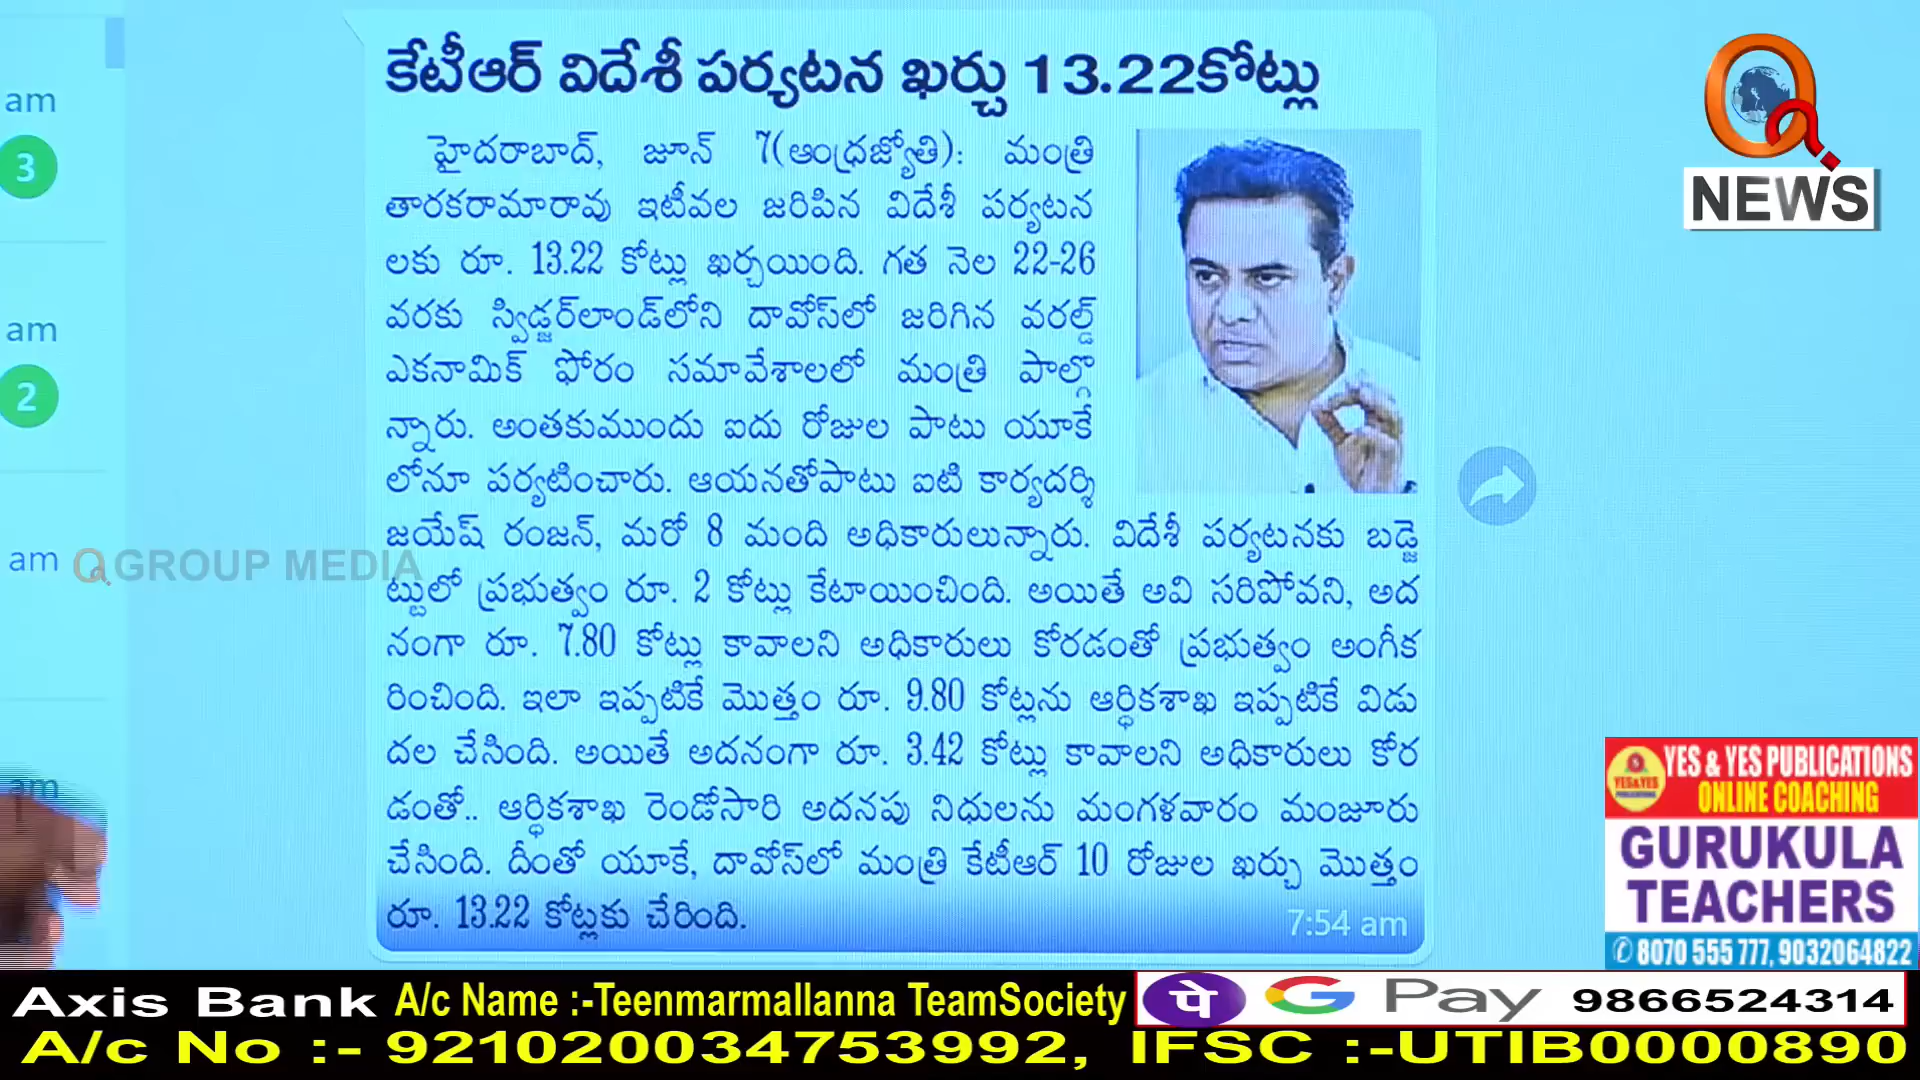 కేటీఆర్ విదేశీ పర్యటన ఖర్చు 13.22కోట్లు
హైదరాబాద్, జూన్ 7(ఆంధ్రజ్యోతి): మంత్రి
తారకరామారావు ఇటీవల జరిపిన విదేశీ పర్యటన
లకు రూ. 13.22 కోట్లు ఖర్చయింది. గత నెల 22-26
వరకు స్విడ్జర్‌లాండ్‌లోని దావోస్‌లో జరిగిన వరల్డ్
ఎకనామిక్ ఫోరం సమావేశాలలో మంత్రి పాల్గొ
న్నారు. అంతకుముందు ఐదు రోజుల పాటు యూకే
లోనూ పర్యటించారు. ఆయనతోపాటు ఐటి కార్యదర్శి
జయేష్ రంజన్, మరో 8 మంది అధికారులున్నారు. విదేశీ పర్యటనకు బడ్జె
ట్టులో ప్రభుత్వం రూ. 2 కోట్లు కేటాయించింది. అయితే అవి సరిపోవని, అద
నంగా రూ. 7.80 కోట్లు కావాలని అధికారులు కోరడంతో ప్రభుత్వం అంగీక
రించింది. ఇలా ఇప్పటికే మొత్తం రూ. 9.80 కోట్లను ఆర్థికశాఖ ఇప్పటికే విడు
దల చేసింది. అయితే అదనంగా రూ. 3.42 కోట్లు కావాలని అధికారులు కోర
డంతో.. ఆర్థికశాఖ రెండోసారి అదనపు నిధులను మంగళవారం మంజూరు
చేసింది. దీంతో యూకే, దావోస్‌లో మంత్రి కేటీఆర్ 10 రోజుల ఖర్చు మొత్తం
రూ. 13.22 కోట్లకు చేరింది.
7:54 am
am
3
am
2
am
am
Q GROUP MEDIA
Q
NEWS
YES & YES PUBLICATIONS
ONLINE COACHING
YES&YES
GURUKULA
TEACHERS
8070 555 777, 9032064822
Axis Bank A/c Name :-Teenmarmallanna TeamSociety
पे G Pay 9866524314
A/c No :- 921020034753992, IFSC :-UTIB0000890